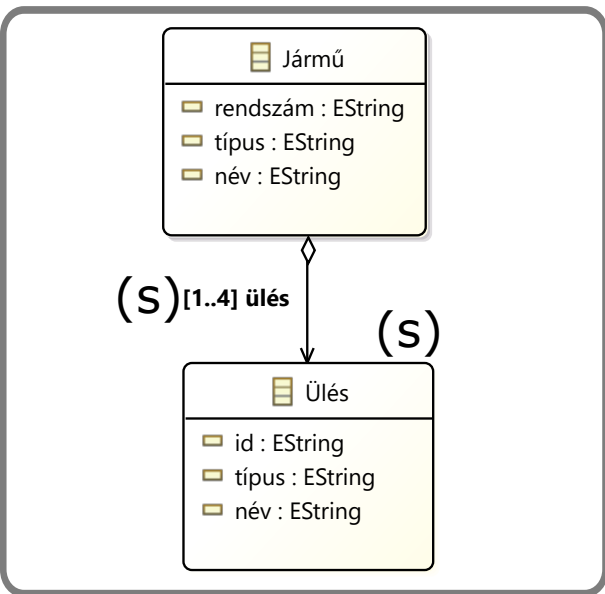 Jármű
rendszám : EString
típus : EString
név : EString
(s)[1..4] ülés
(s)
Ülés
id : EString
típus : EString
név : EString